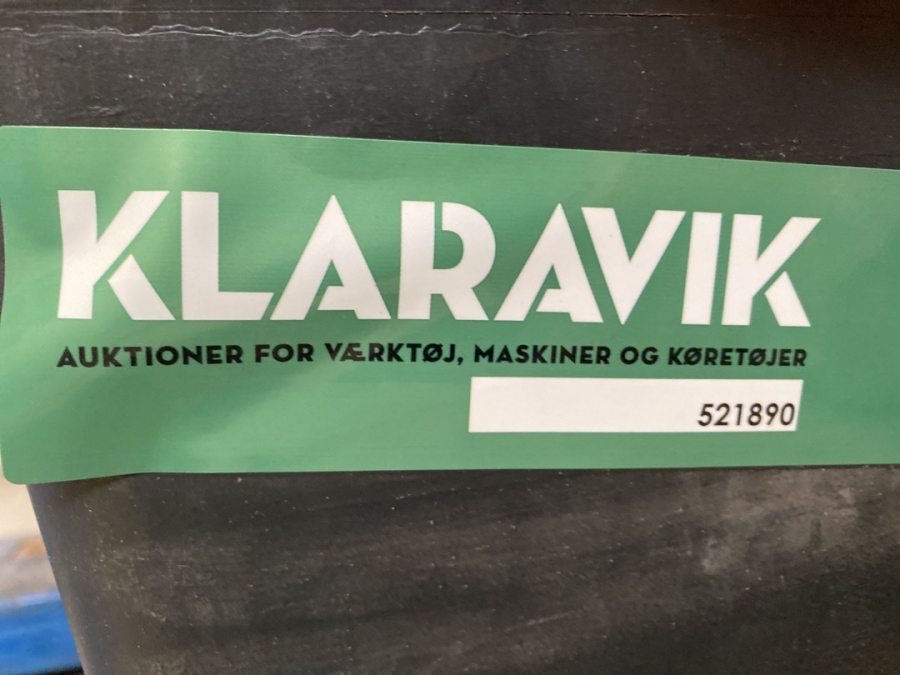 KLARAVIK
AUKTIONER FOR VÆRKTØJ, MASKINER OG KØRETØJER
521890